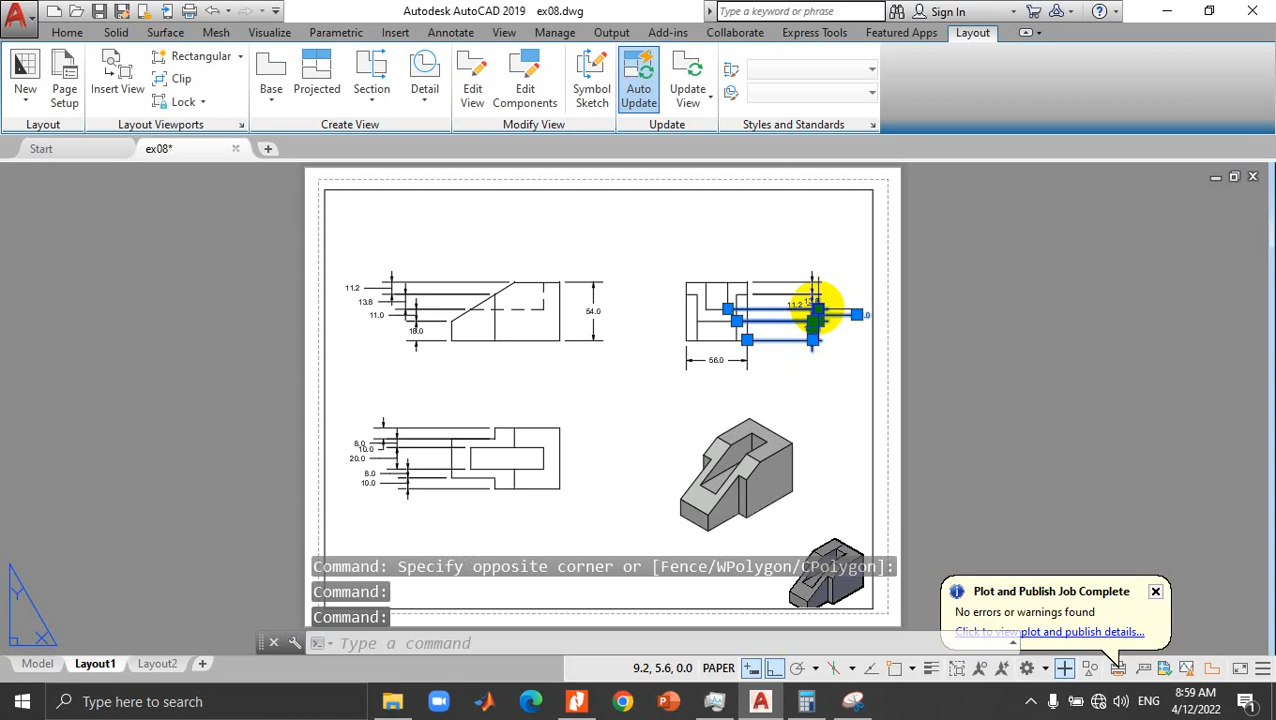 Autodesk AutoCAD 2019 ex08.dwg
Type a keyword or phrase
Sign In
Home Solid Surface Mesh Visualize Parametric Insert Annotate View Manage Output Add-ins Collaborate Express Tools Featured Apps Layout
New
Page Setup
Layout
Insert View
Rectangular
Clip
Lock
Layout Viewports
Base
Projected
Section
Detail
Create View
Edit View
Edit Components
Symbol Sketch
Modify View
Auto Update
Update View
Update
Styles and Standards
Start
ex08*
11.2
13.8
11.0
18.0
54.0
11.2
56.0
10.0
20.0
10.0
Command: Specify opposite corner or [Fence/WPolygon/CPolygon]:
Command:
Command:
Type a command
Plot and Publish Job Complete
No errors or warnings found
Click to view plot and publish details...
Model Layout1 Layout2
9.2, 5.6, 0.0 PAPER
Type here to search
ENG
8:59 AM
4/12/2022